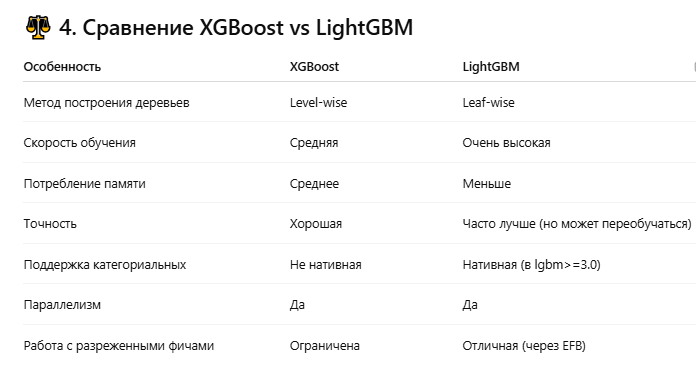 ⚖️ 4. Сравнение XGBoost vs LightGBM
Особенность XGBoost LightGBM
Метод построения деревьев Level-wise Leaf-wise
Скорость обучения Средняя Очень высокая
Потребление памяти Среднее Меньше
Точность Хорошая Часто лучше (но может переобучаться)
Поддержка категориальных Не нативная Нативная (в lgbm>=3.0)
Параллелизм Да Да
Работа с разреженными фичами Ограничена Отличная (через EFB)